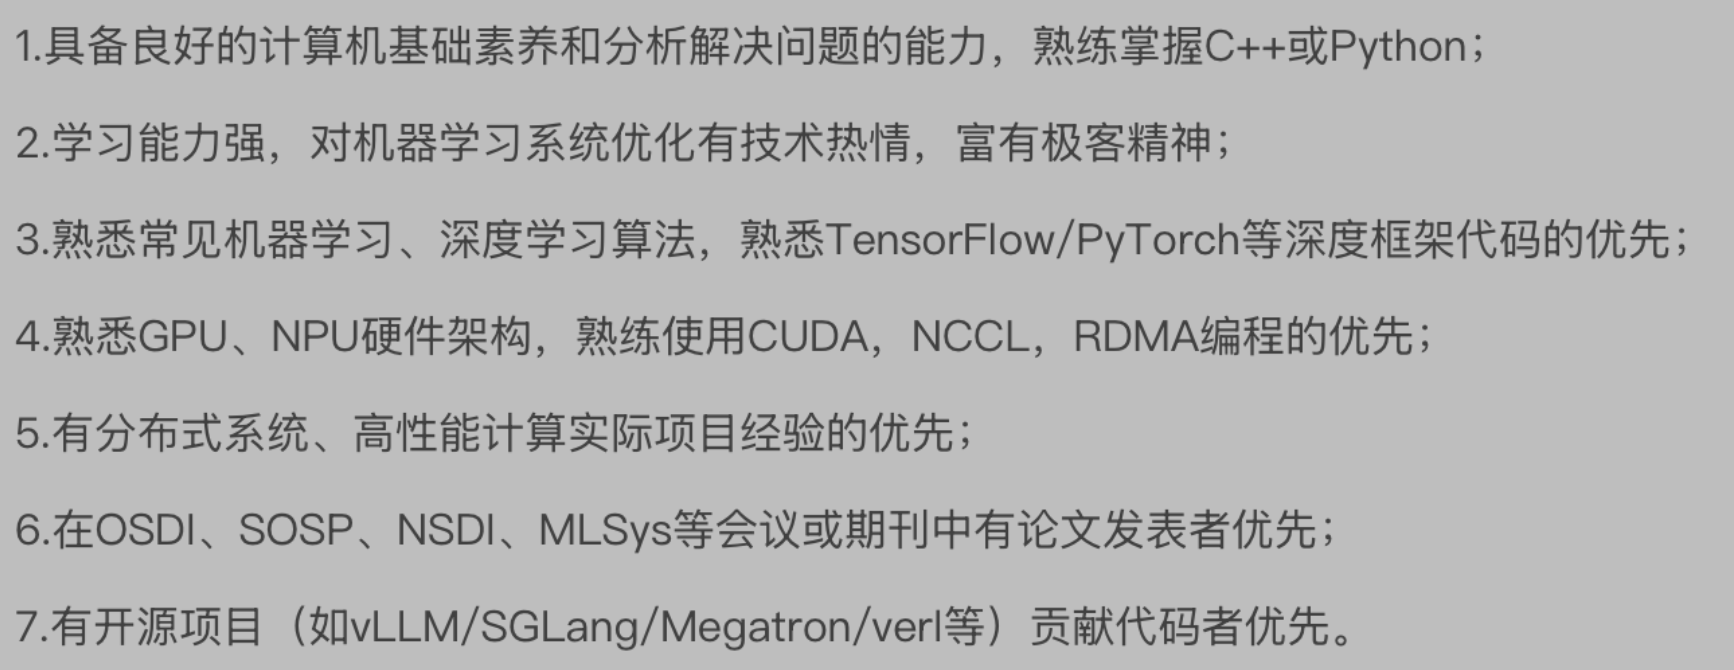 1.具备良好的计算机基础素养和分析解决问题的能力，熟练掌握C++或Python；
2.学习能力强，对机器学习系统优化有技术热情，富有极客精神；
3.熟悉常见机器学习、深度学习算法，熟悉TensorFlow/PyTorch等深度框架代码的优先；
4.熟悉GPU、NPU硬件架构，熟练使用CUDA，NCCL，RDMA编程的优先；
5.有分布式系统、高性能计算实际项目经验的优先；
6.在OSDI、SOSP、NSDI、MLSys等会议或期刊中有论文发表者优先；
7.有开源项目（如vLLM/SGLang/Megatron/verl等）贡献代码者优先。